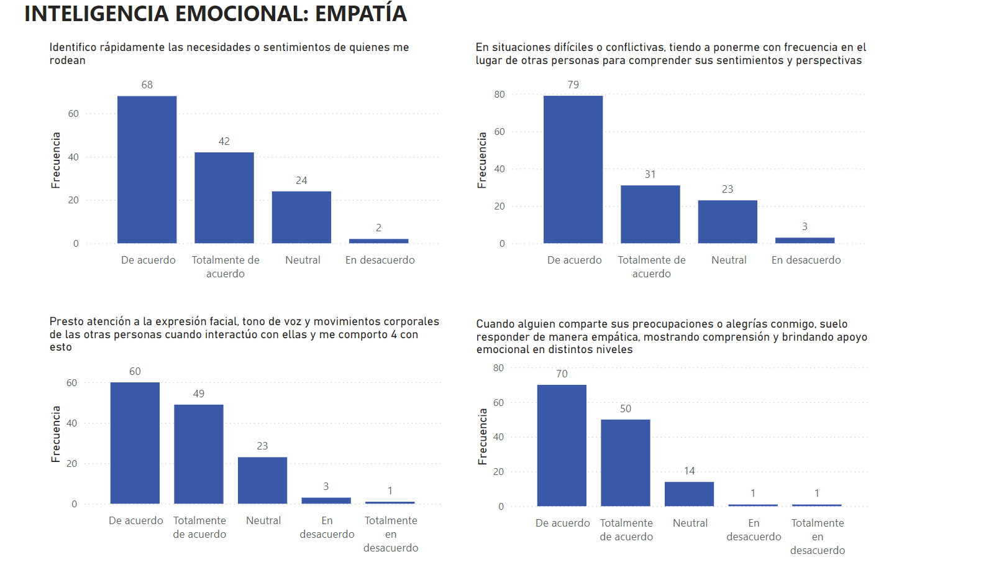 INTELIGENCIA EMOCIONAL: EMPATÍA
Identifico rápidamente las necesidades o sentimientos de quienes me
rodean
Frecuencia
60
40
20
0
68
42
24
2
De acuerdo
Totalmente de
acuerdo
Neutral
En desacuerdo
En situaciones difíciles o conflictivas, tiendo a ponerme con frecuencia en el
lugar de otras personas para comprender sus sentimientos y perspectivas
Frecuencia
80
60
40
20
0
79
31
23
3
De acuerdo
Totalmente de
acuerdo
Neutral
En desacuerdo
Presto atención a la expresión facial, tono de voz y movimientos corporales
de las otras personas cuando interactúo con ellas y me comporto 4 con
esto
Frecuencia
60
40
20
0
60
49
23
3
1
De acuerdo
Totalmente
de acuerdo
Neutral
En
desacuerdo
Totalmente
en
desacuerdo
Cuando alguien comparte sus preocupaciones o alegrías conmigo, suelo
responder de manera empática, mostrando comprensión y brindando apoyo
emocional en distintos niveles
Frecuencia
80
60
40
20
0
70
50
14
1
1
De acuerdo
Totalmente
de acuerdo
Neutral
En
desacuerdo
Totalmente
en
desacuerdo